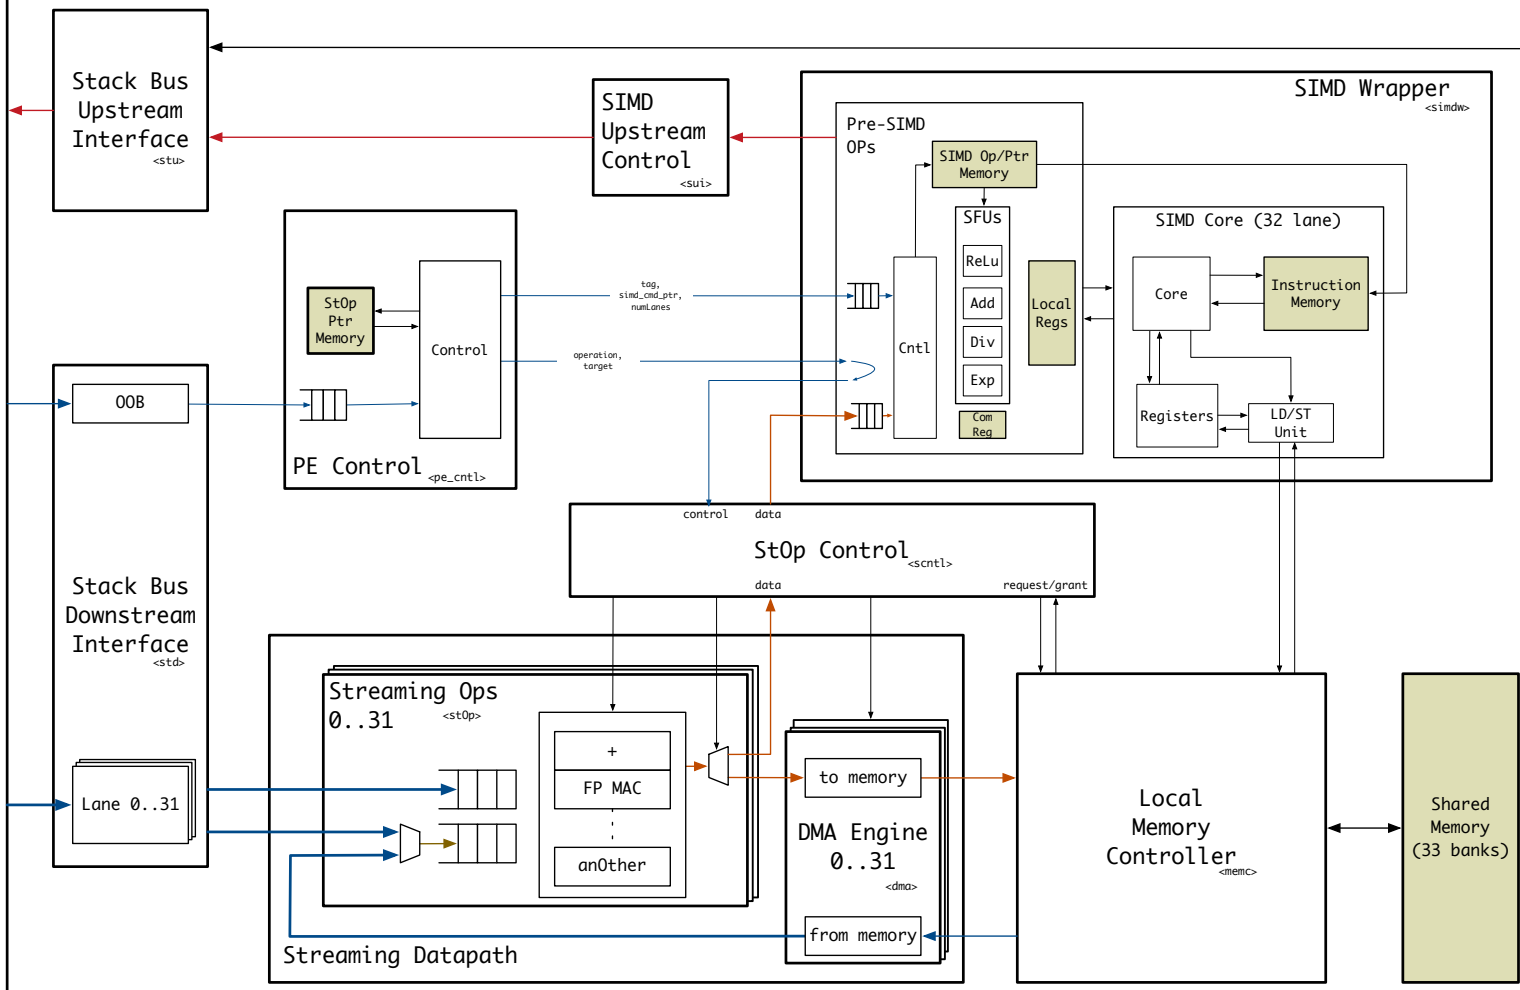 Stack Bus
Upstream
Interface
<stu>
SIMD
Upstream
Control
<sui>
SIMD Wrapper
<simdw>
Pre-SIMD
OPs
SIMD Op/Ptr
Memory
SFUs
ReLu
Add
Div
Exp
Com
Reg
Local
Regs
Cntl
SIMD Core (32 lane)
Core
Instruction
Memory
Registers
LD/ST
Unit
StOp
Ptr
Memory
Control
PE Control
<pe_cntl>
tag,
simd_cmd_ptr,
numLanes
operation,
target
OOB
Stack Bus
Downstream
Interface
<std>
Lane 0..31
control
data
StOp Control
<scntl>
data
request/grant
Streaming Ops
0..31
<stOp>
+
FP MAC
anOther
Streaming Datapath
to memory
DMA Engine
0..31
<dma>
from memory
Local
Memory
Controller
<memc>
Shared
Memory
(33 banks)